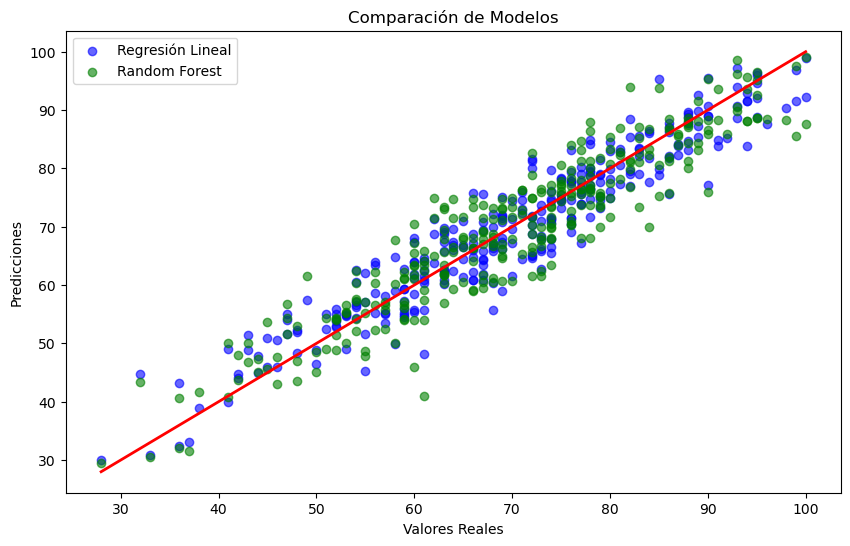 Comparación de Modelos
Regresión Lineal
Random Forest
Predicciones
100
90
80
70
60
50
40
30
30 40 50 60 70 80 90 100
Valores Reales